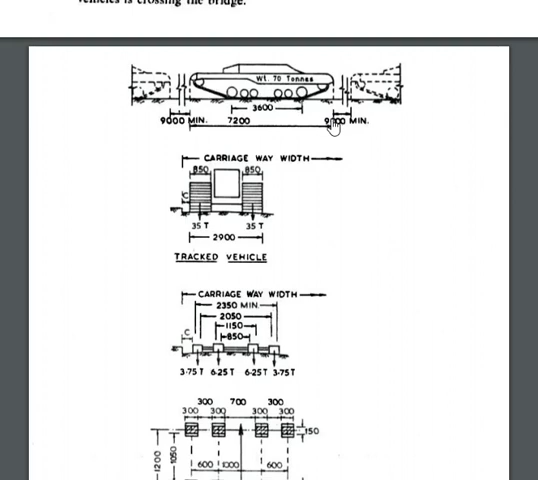 vehicles is crossing the bridge.
Wt. 70 Tonnes
3600
9000 MIN. 7200 9000 MIN.
CARRIAGE WAY WIDTH
850 850
C
35 T 35 T
2900
TRACKED VEHICLE
CARRIAGE WAY WIDTH
2350 MIN.
2050
1150
850
C
3.75 T 6.25 T 6.25 T 3.75 T
300 700 300
300 300 300 300
150
1200
1050
600 1000 600